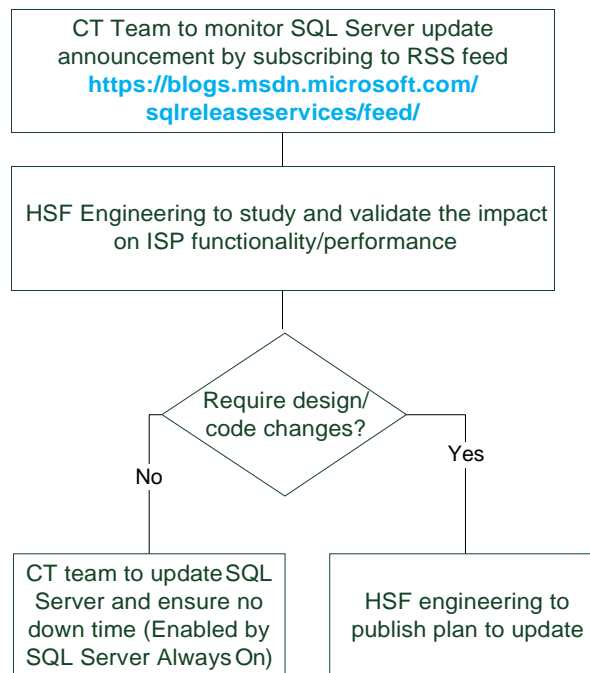 CT Team to monitor SQL Server update
announcement by subscribing to RSS feed
https://blogs.msdn.microsoft.com/
sqlreleaseservices/feed/
HSF Engineering to study and validate the impact
on ISP functionality/performance
Require design/
code changes?
Yes
No
CT team to update SQL
Server and ensure no
down time (Enabled by
SQL Server Always On)
HSF engineering to
publish plan to update